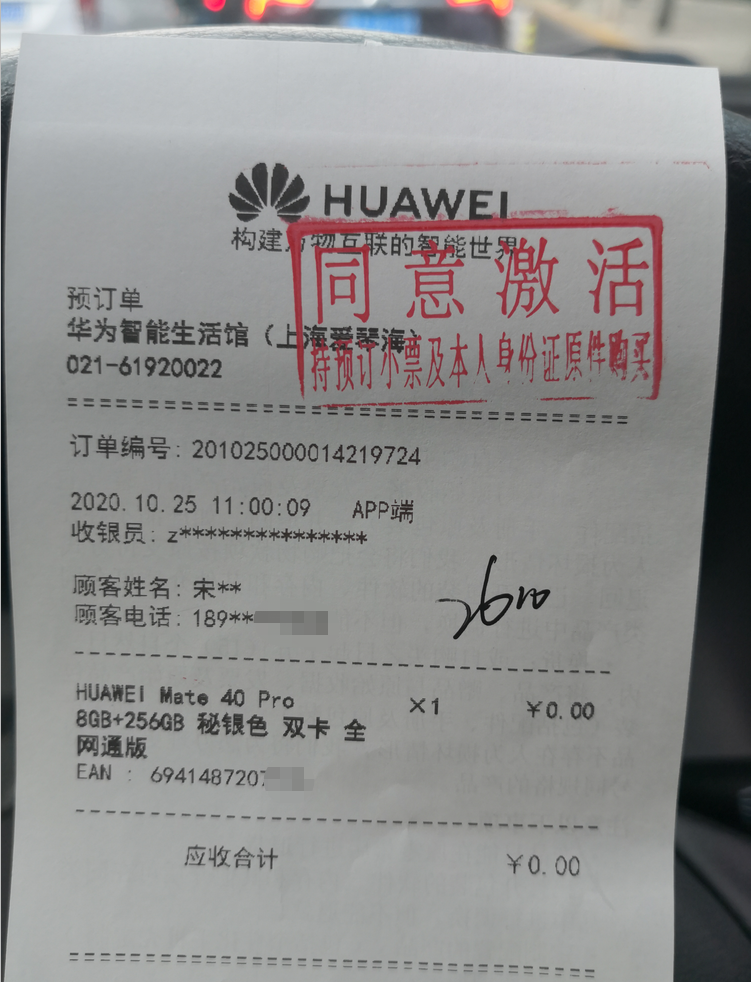 HUAWEI
构建万物互联的智能世界
同意激活
持预订小票及本人身份证原件购买
预订单
华为智能生活馆（上海爱琴海）
021-61920022
=========================================
订单编号: 201025000014219724
2020.10.25 11:00:09 APP端
收银员: z***************
顾客姓名: 宋**
顾客电话: 189**
HUAWEI Mate 40 Pro ×1 ￥0.00
8GB+256GB 秘银色 双卡 全
网通版
EAN : 6941487207
应收合计 ￥0.00
=========================================